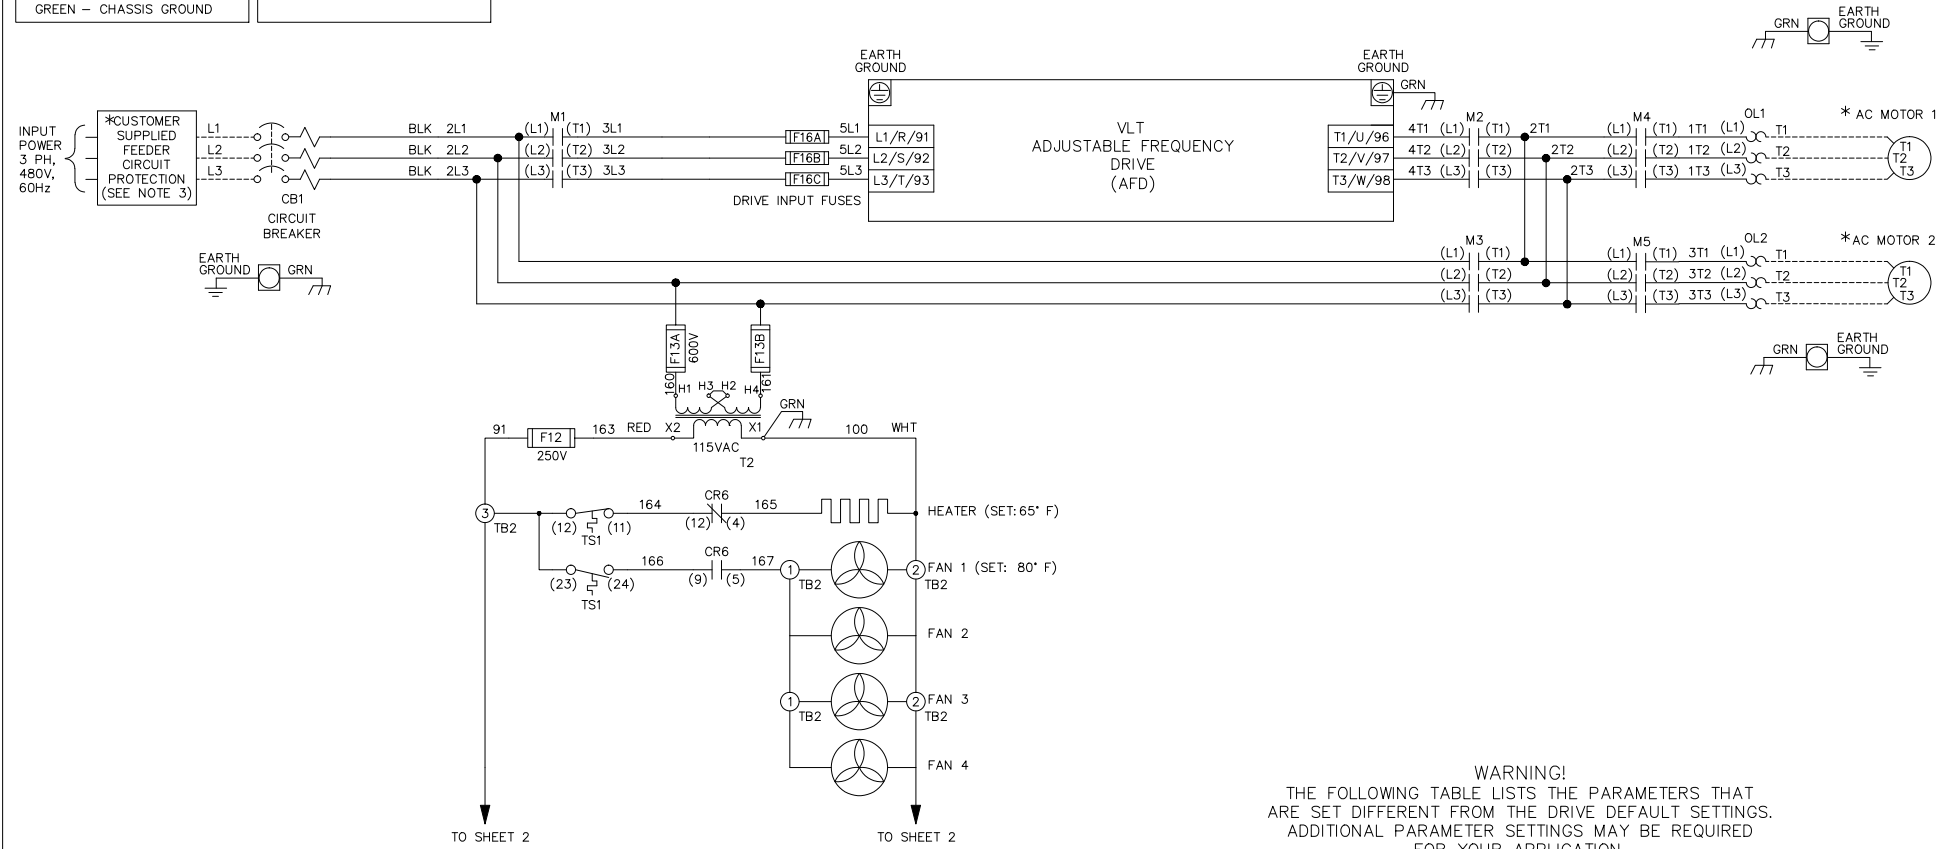 GREEN – CHASSIS GROUND
EARTH
GROUND
GRN
EARTH
GROUND
EARTH
GROUND
GRN
INPUT
POWER
3 PH,
480V,
60Hz
*CUSTOMER
SUPPLIED
FEEDER
CIRCUIT
PROTECTION
(SEE NOTE 3)
L1
L2
L3
CB1
CIRCUIT
BREAKER
BLK 2L1
BLK 2L2
BLK 2L3
M1
(L1) (T1) 3L1
(L2) (T2) 3L2
(L3) (T3) 3L3
F16A 5L1
F16B 5L2
F16C 5L3
DRIVE INPUT FUSES
L1/R/91
L2/S/92
L3/T/93
VLT
ADJUSTABLE FREQUENCY
DRIVE
(AFD)
T1/U/96
T2/V/97
T3/W/98
M2
4T1 (L1) (T1) 2T1
4T2 (L2) (T2) 2T2
4T3 (L3) (T3) 2T3
M4
(L1) (T1) 1T1 (L1)
(L2) (T2) 1T2 (L2)
(L3) (T3) 1T3 (L3)
OL1
T1
T2
T3
* AC MOTOR 1
T1
T2
T3
EARTH
GROUND
GRN
M3
(L1) (T1)
(L2) (T2)
(L3) (T3)
M5
(L1) (T1) 3T1 (L1)
(L2) (T2) 3T2 (L2)
(L3) (T3) 3T3 (L3)
OL2
T1
T2
T3
*AC MOTOR 2
T1
T2
T3
GRN
EARTH
GROUND
F13A
600V
F13B
160
161
H1 H3 H2 H4
GRN
91 F12 163 RED X2 X1 100 WHT
250V
115VAC
T2
3
TB2
(12) (11)
TS1
164
CR6
(12) (4)
165
HEATER (SET:65° F)
(23) (24)
TS1
166
CR6
(9) (5)
167
1
TB2
2
TB2
FAN 1 (SET: 80° F)
FAN 2
1
TB2
2
TB2
FAN 3
FAN 4
TO SHEET 2
TO SHEET 2
WARNING!
THE FOLLOWING TABLE LISTS THE PARAMETERS THAT
ARE SET DIFFERENT FROM THE DRIVE DEFAULT SETTINGS.
ADDITIONAL PARAMETER SETTINGS MAY BE REQUIRED
FOR YOUR APPLICATION